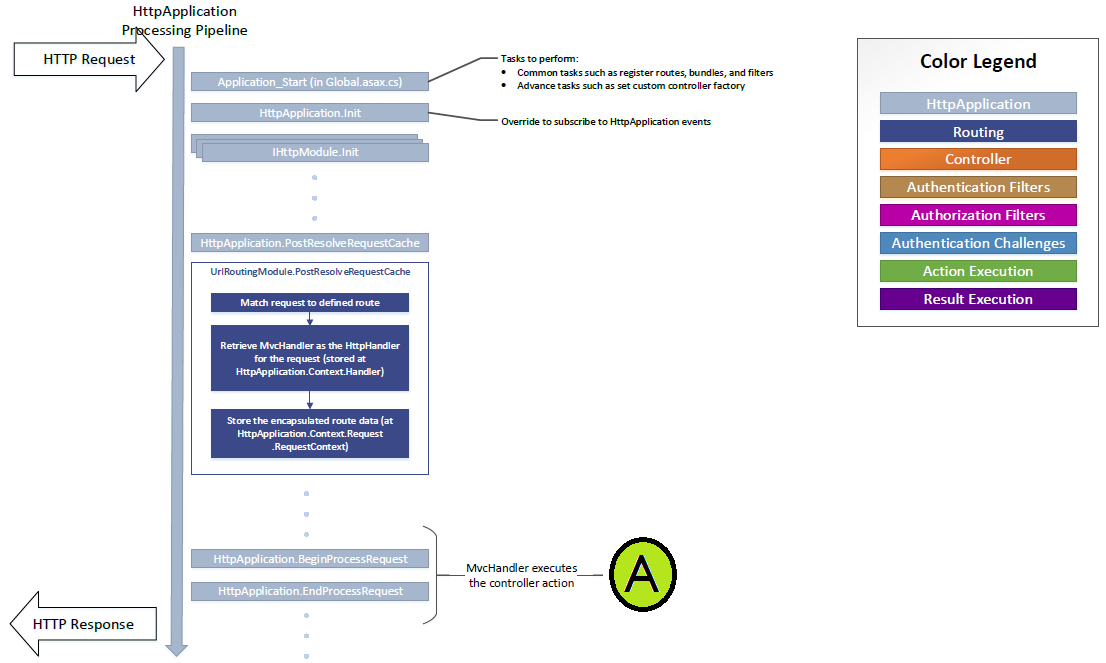 HttpApplication
Processing Pipeline
HTTP Request
Application_Start (in Global.asax.cs)
Tasks to perform:
• Common tasks such as register routes, bundles, and filters
• Advance tasks such as set custom controller factory
HttpApplication.Init
Override to subscribe to HttpApplication events
IHttpModule.Init
HttpApplication.PostResolveRequestCache
UrlRoutingModule.PostResolveRequestCache
Match request to defined route
Retrieve MvcHandler as the HttpHandler
for the request (stored at
HttpApplication.Context.Handler)
Store the encapsulated route data (at
HttpApplication.Context.Request
.RequestContext)
HttpApplication.BeginProcessRequest
HttpApplication.EndProcessRequest
MvcHandler executes
the controller action
A
HTTP Response
Color Legend
HttpApplication
Routing
Controller
Authentication Filters
Authorization Filters
Authentication Challenges
Action Execution
Result Execution